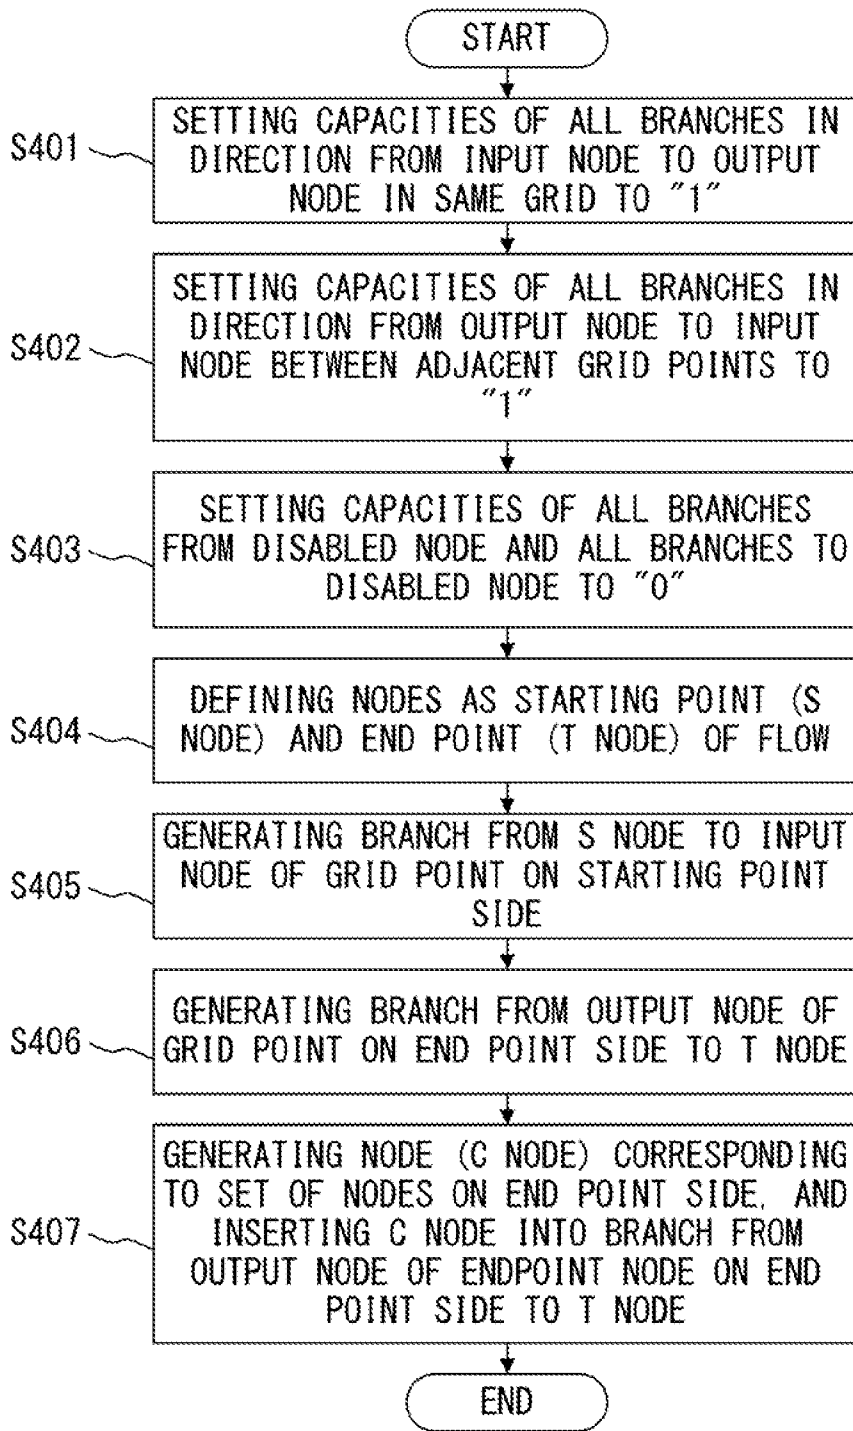 START
S401
SETTING CAPACITIES OF ALL BRANCHES IN
DIRECTION FROM INPUT NODE TO OUTPUT
NODE IN SAME GRID TO "1"
S402
SETTING CAPACITIES OF ALL BRANCHES IN
DIRECTION FROM OUTPUT NODE TO INPUT
NODE BETWEEN ADJACENT GRID POINTS TO
"1"
S403
SETTING CAPACITIES OF ALL BRANCHES
FROM DISABLED NODE AND ALL BRANCHES TO
DISABLED NODE TO "0"
S404
DEFINING NODES AS STARTING POINT (S
NODE) AND END POINT (T NODE) OF FLOW
S405
GENERATING BRANCH FROM S NODE TO INPUT
NODE OF GRID POINT ON STARTING POINT
SIDE
S406
GENERATING BRANCH FROM OUTPUT NODE OF
GRID POINT ON END POINT SIDE TO T NODE
S407
GENERATING NODE (C NODE) CORRESPONDING
TO SET OF NODES ON END POINT SIDE, AND
INSERTING C NODE INTO BRANCH FROM
OUTPUT NODE OF ENDPOINT NODE ON END
POINT SIDE TO T NODE
END